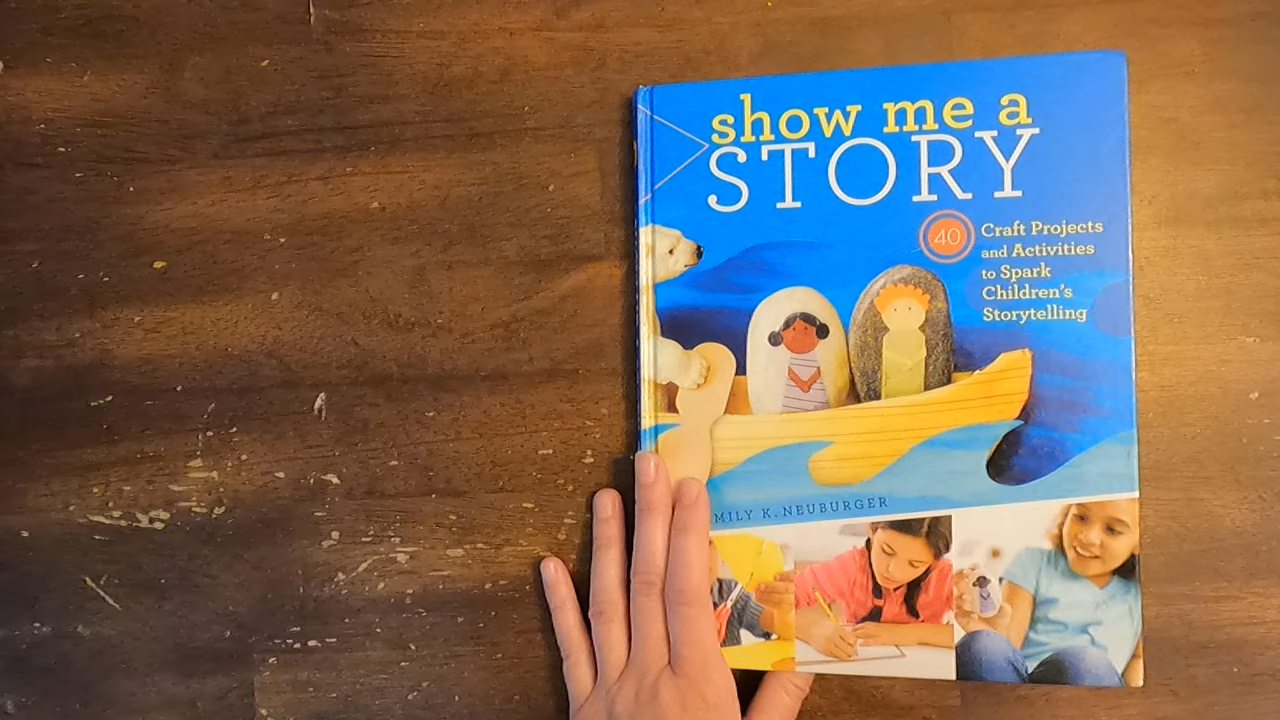 show me a
STORY
40
Craft Projects
and Activities
to Spark
Children's
Storytelling
MILY K. NEUBURGER